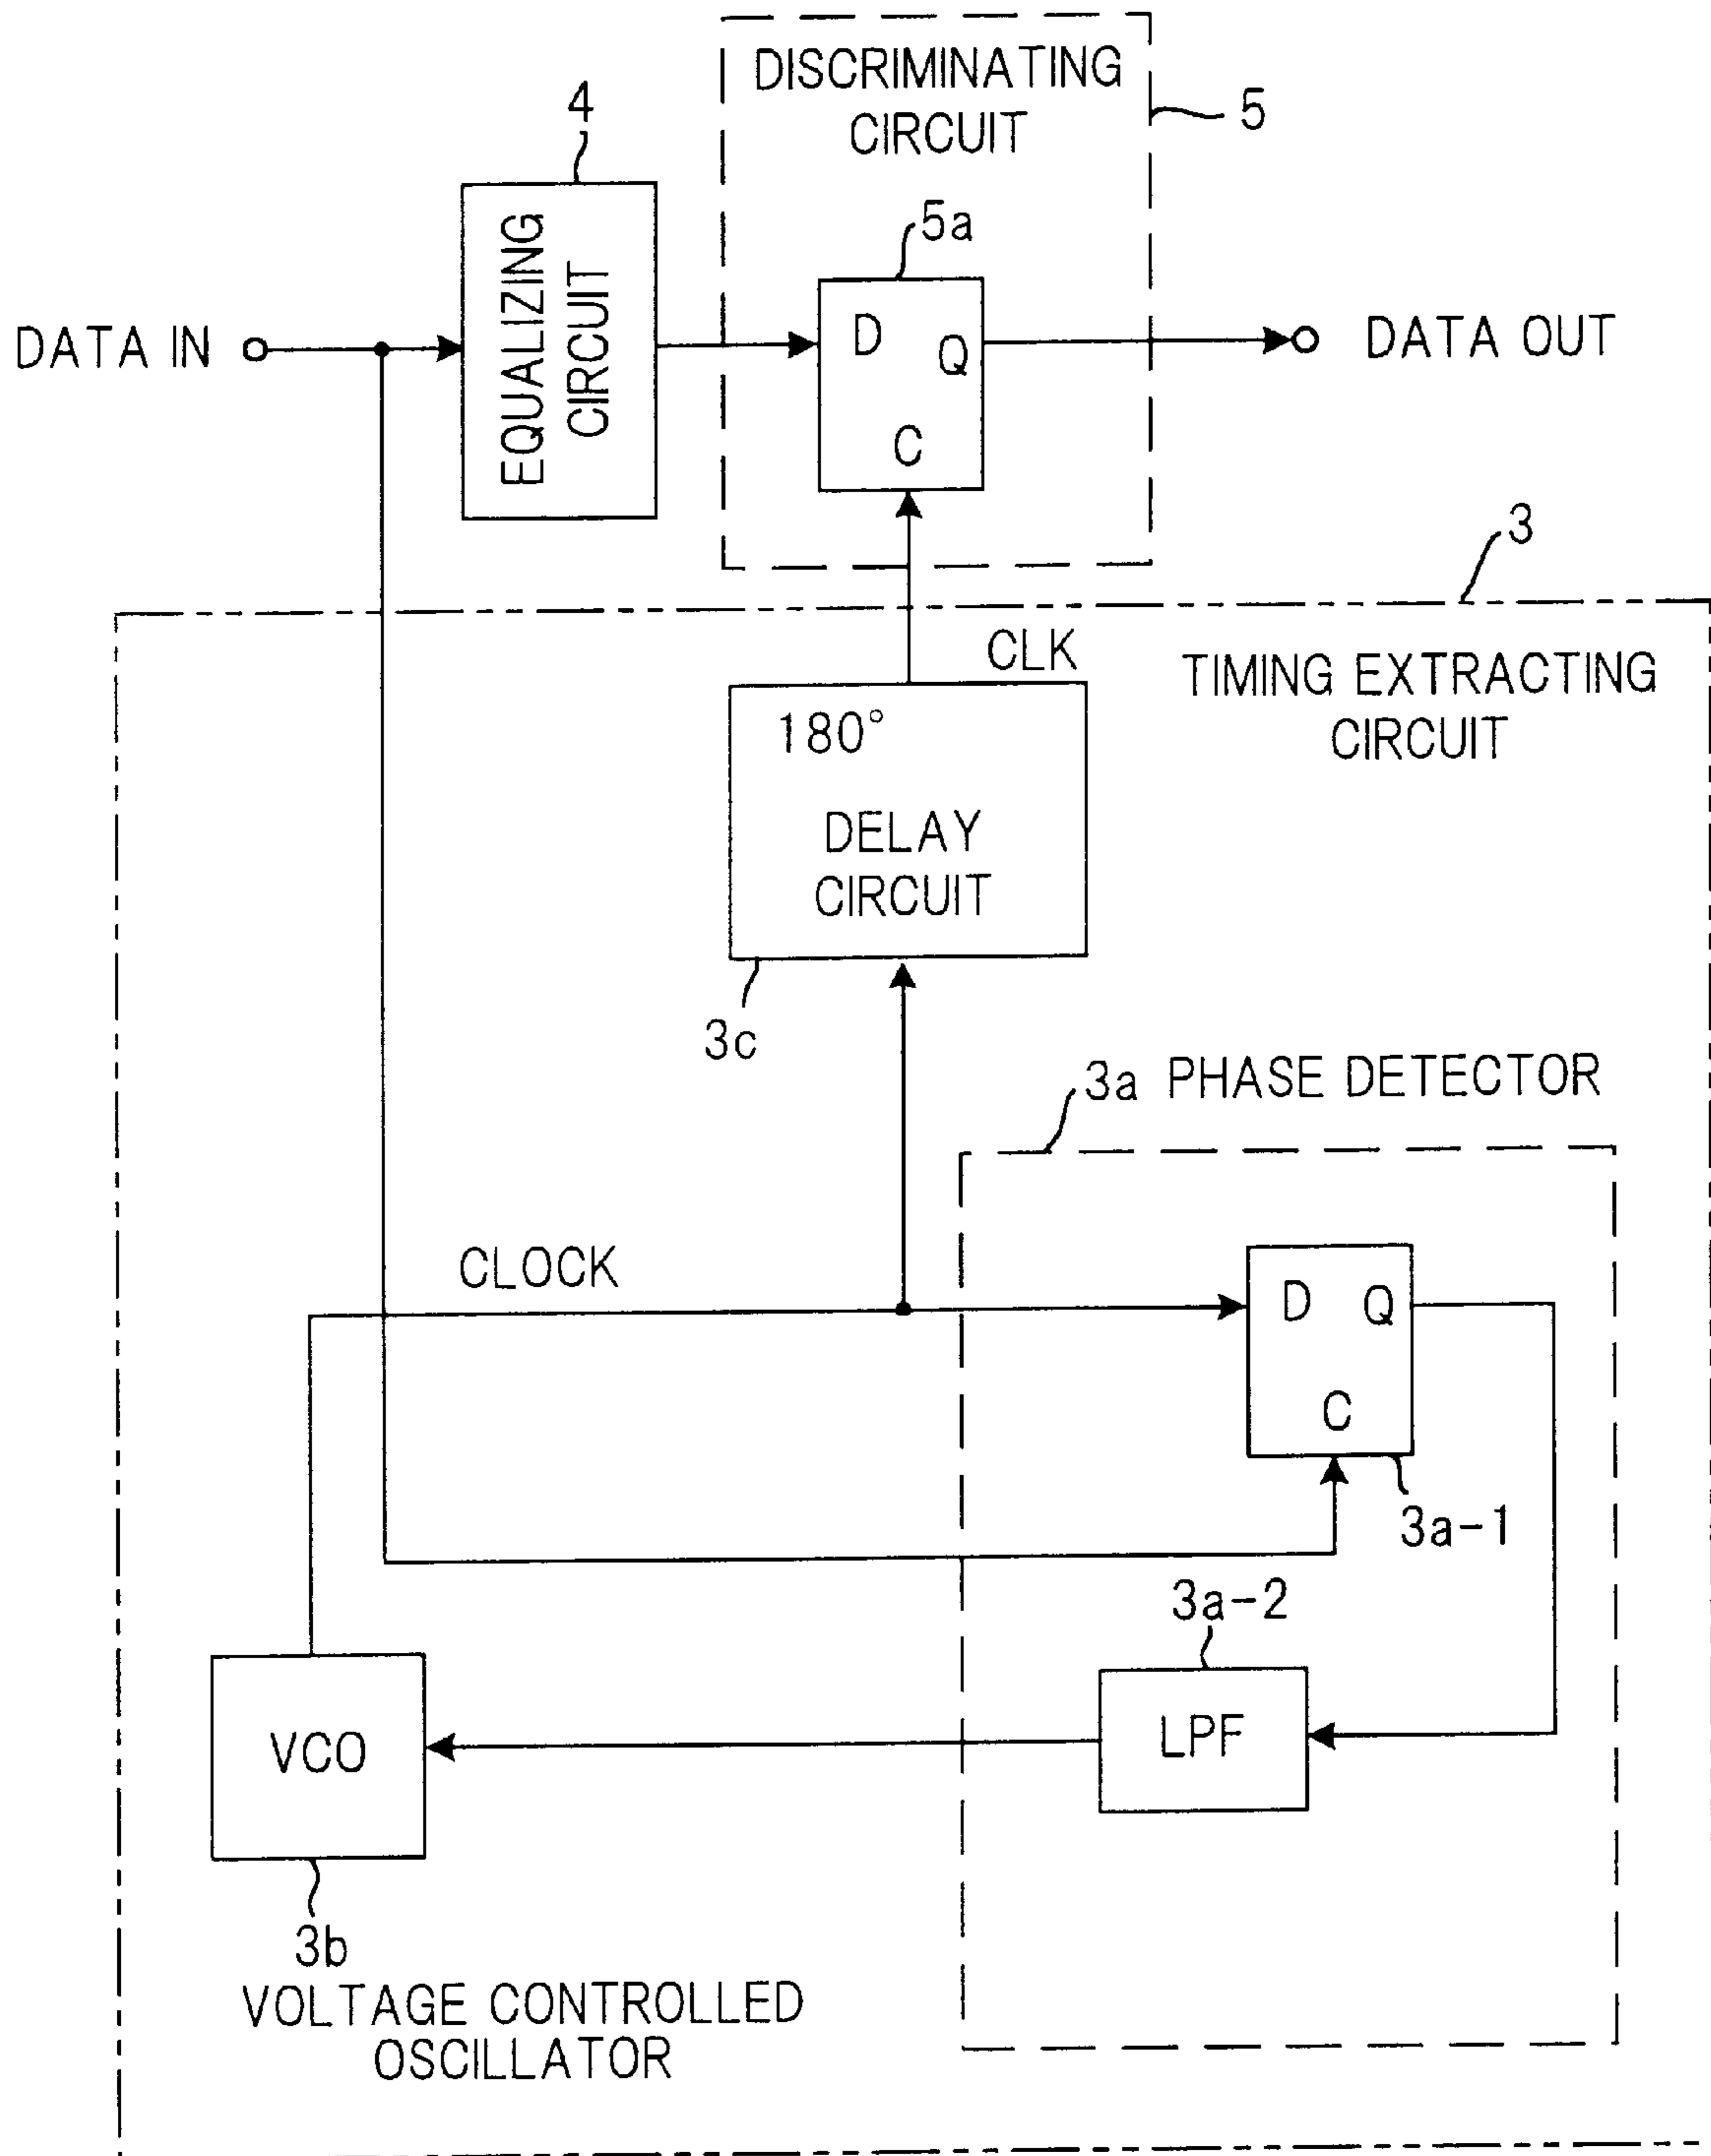 DISCRIMINATING
CIRCUIT
5
4
5a
EQUALIZING
CIRCUIT
DATA IN
D
Q
C
DATA OUT
3
CLK
TIMING EXTRACTING
CIRCUIT
180°
DELAY
CIRCUIT
3c
3a PHASE DETECTOR
CLOCK
D
Q
C
3a-1
3a-2
VCO
LPF
3b
VOLTAGE CONTROLLED
OSCILLATOR